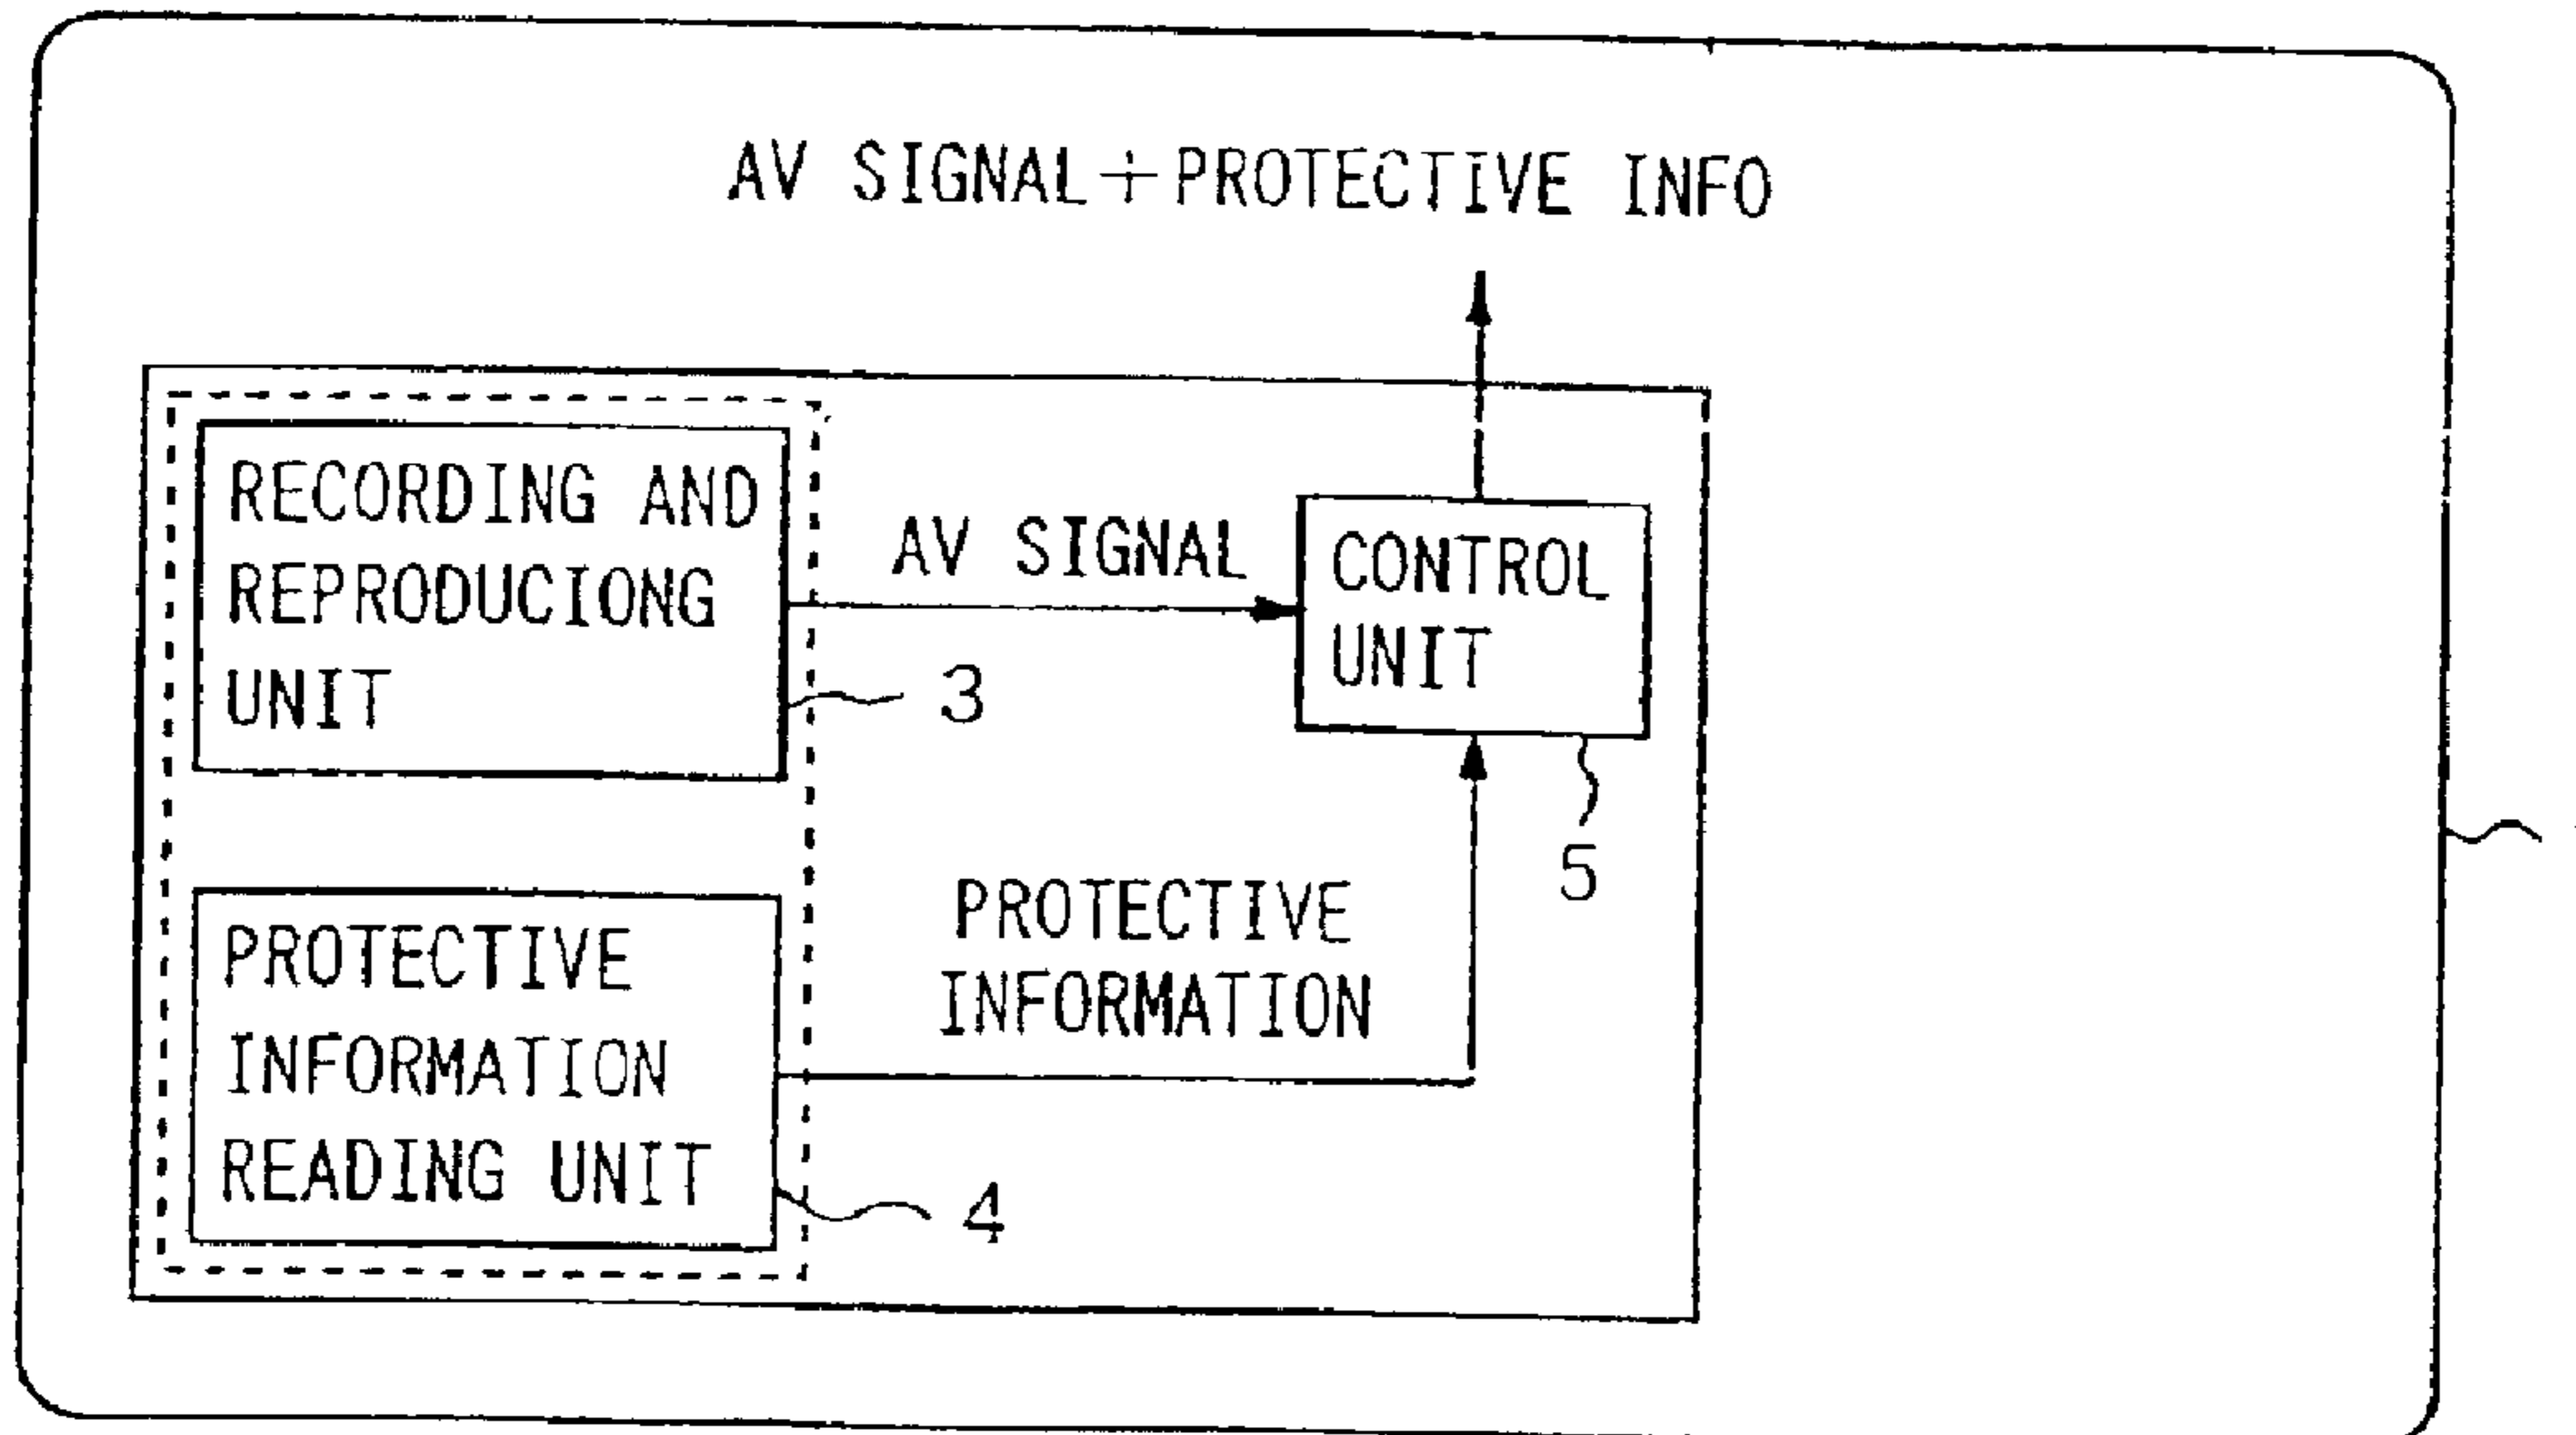 AV SIGNAL+PROTECTIVE INFO
RECORDING AND
REPRODUCIONG
UNIT
3
AV SIGNAL
CONTROL
UNIT
5
PROTECTIVE
INFORMATION
PROTECTIVE
INFORMATION
READING UNIT
4